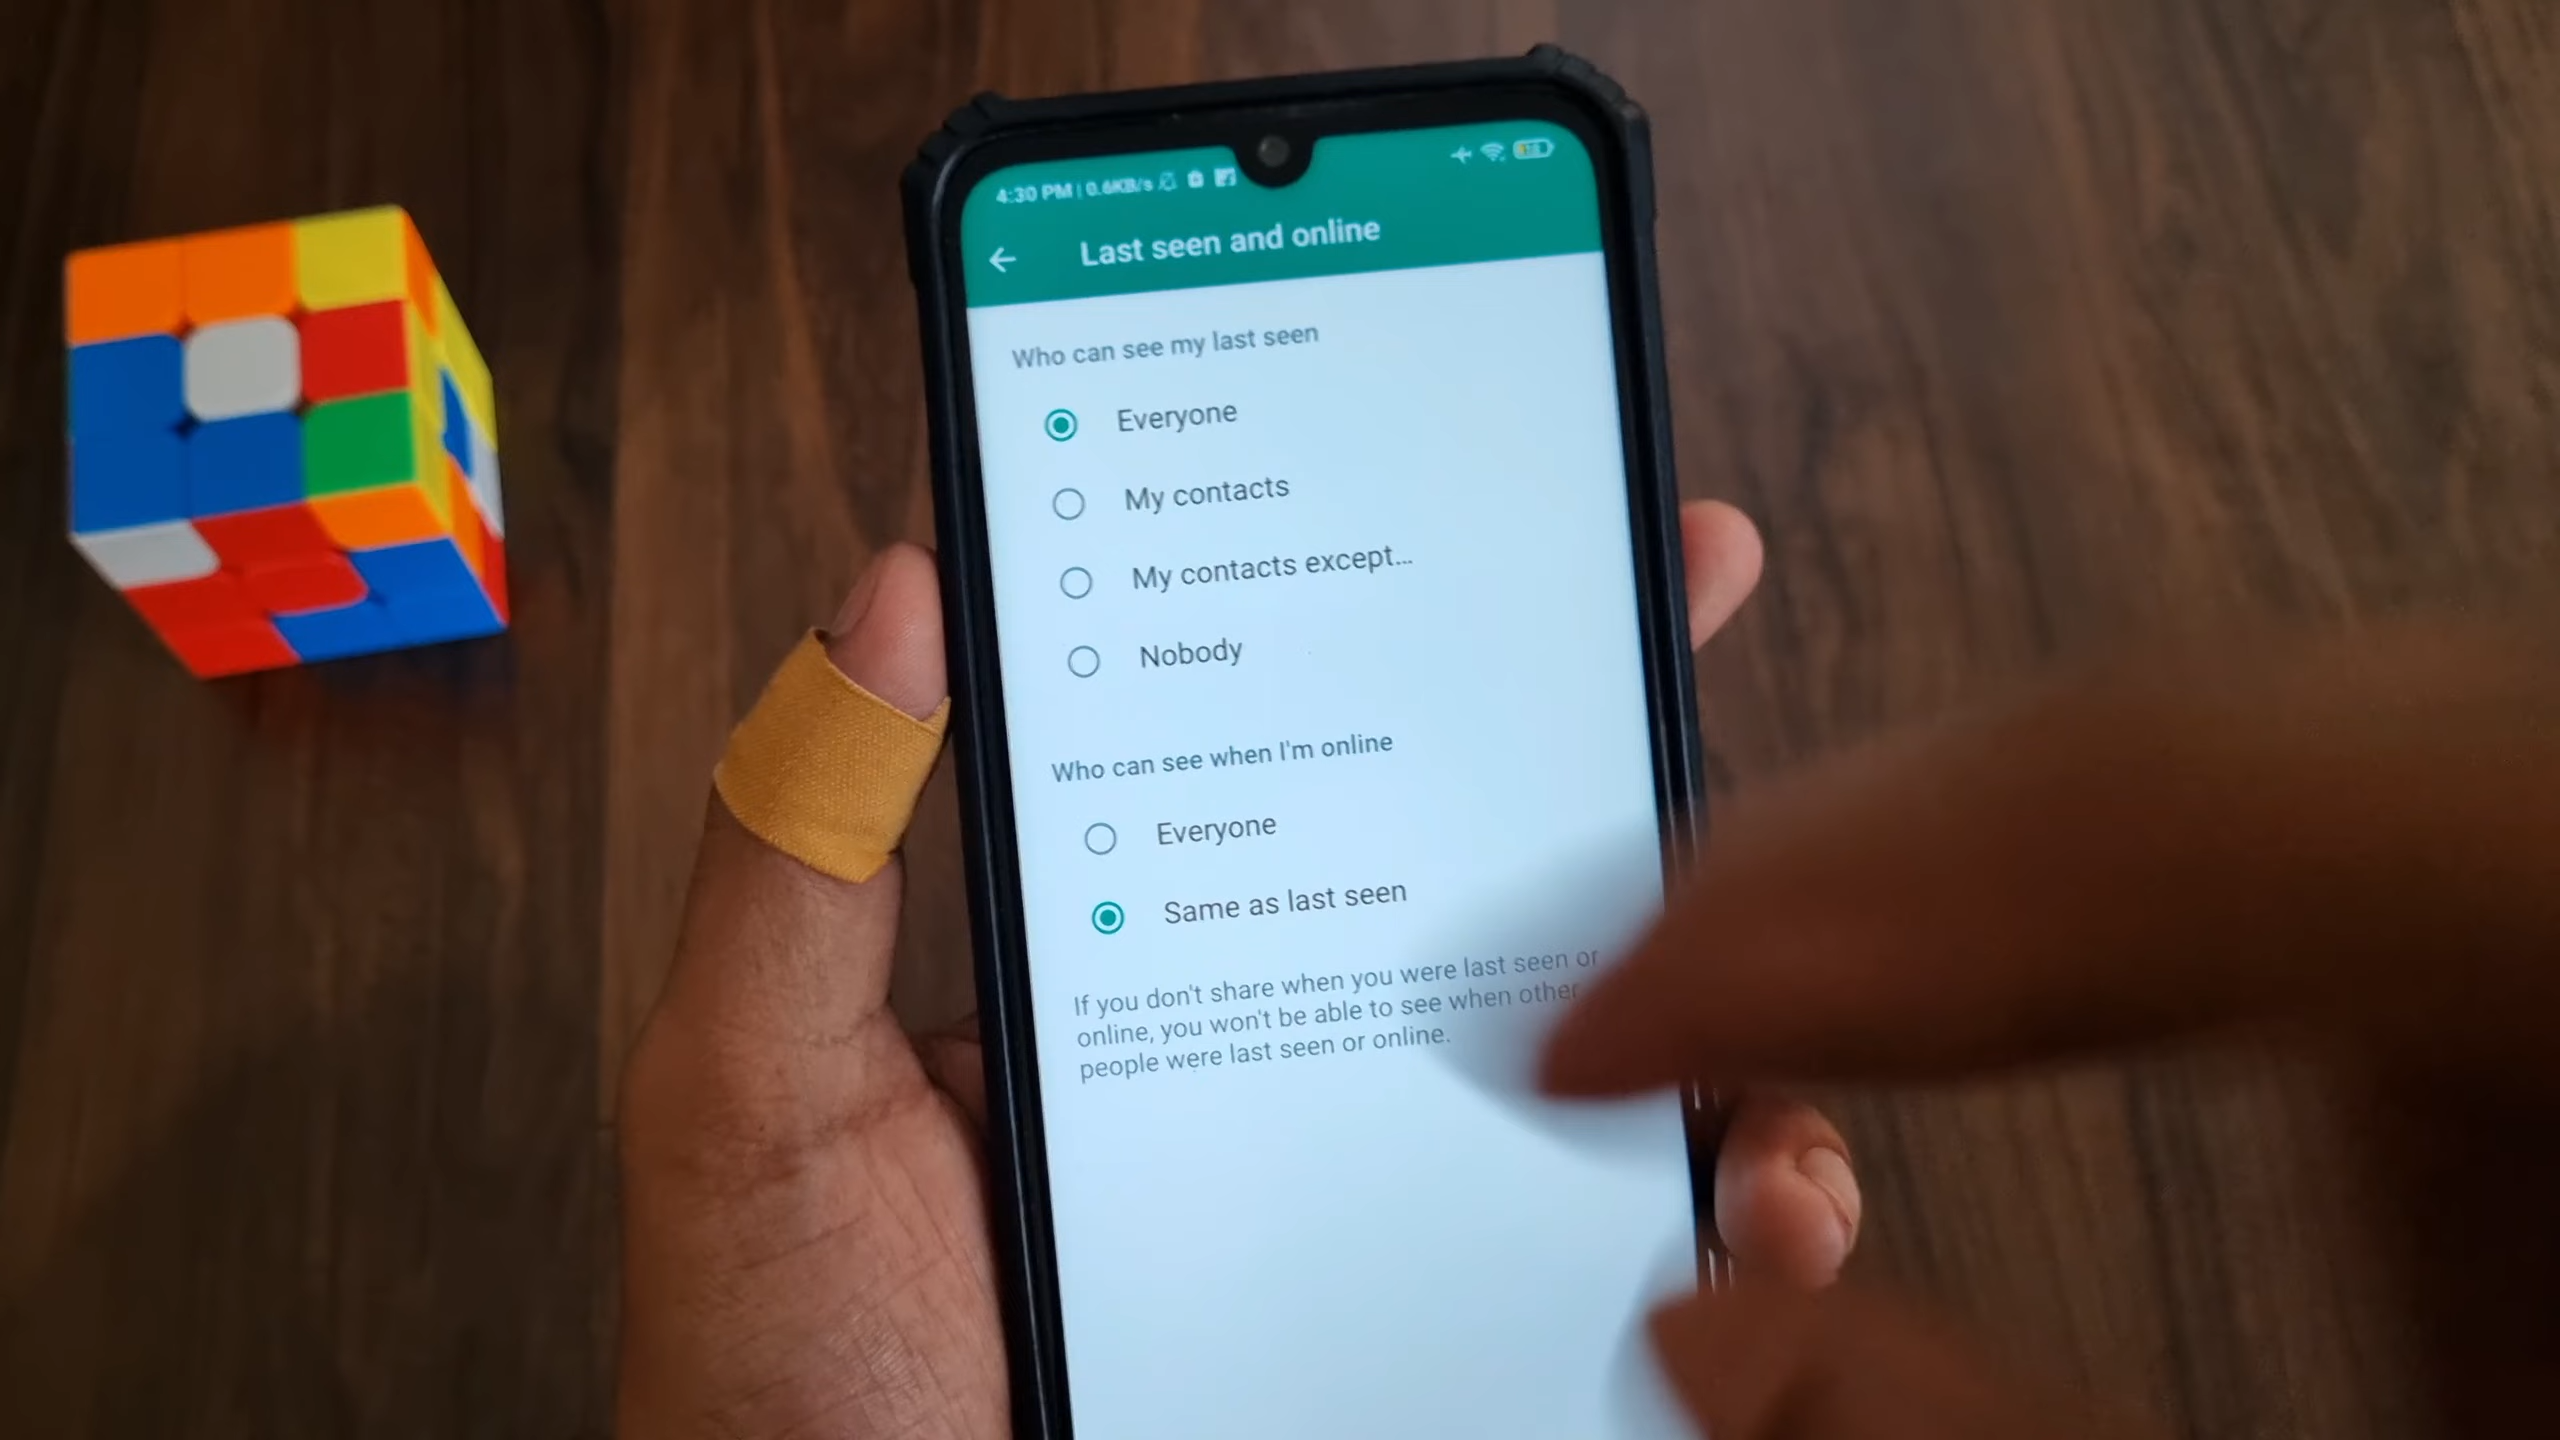 4:30 PM | 0.6KB/s
Last seen and online
Who can see my last seen
Everyone
My contacts
My contacts except...
Nobody
Who can see when I'm online
Everyone
Same as last seen
If you don't share when you were last seen or
online, you won't be able to see when other
people were last seen or online.